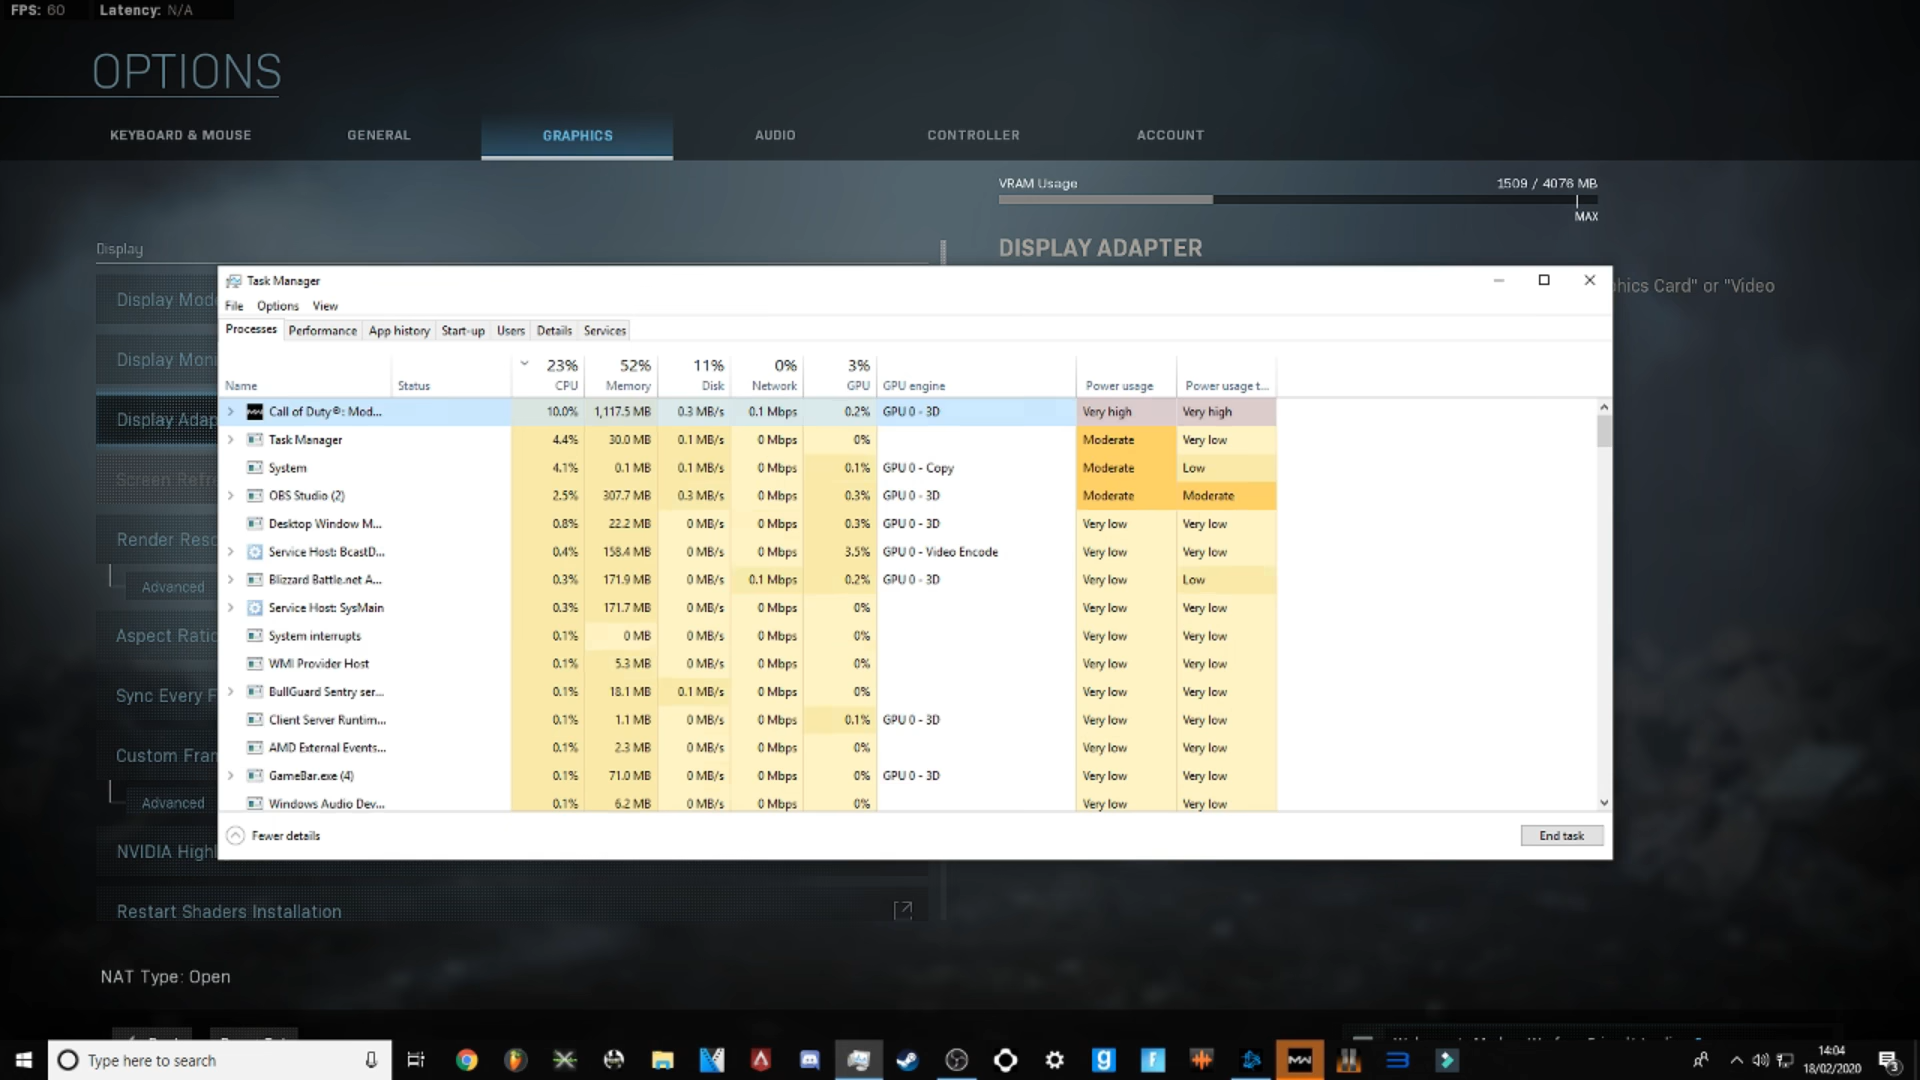 FPS: 60 Latency: N/A
OPTIONS
KEYBOARD & MOUSE GENERAL GRAPHICS AUDIO CONTROLLER ACCOUNT
VRAM Usage 1509 / 4076 MB
MAX
Display
DISPLAY ADAPTER
hics Card" or "Video
Display Mod
Display Mon
Display Adap
Screen Refr
Render Reso
Advanced
Aspect Ratio
Sync Every F
Custom Fram
Advanced
NVIDIA Highl
Restart Shaders Installation
NAT Type: Open
Task Manager
File Options View
Processes Performance App history Start-up Users Details Services
23% 52% 11% 0% 3%
Name Status CPU Memory Disk Network GPU GPU engine Power usage Power usage t...
Call of Duty®: Mod... 10.0% 1,117.5 MB 0.3 MB/s 0.1 Mbps 0.2% GPU 0 - 3D Very high Very high
Task Manager 4.4% 30.0 MB 0.1 MB/s 0 Mbps 0% Moderate Very low
System 4.1% 0.1 MB 0.1 MB/s 0 Mbps 0.1% GPU 0 - Copy Moderate Low
OBS Studio (2) 2.5% 307.7 MB 0.3 MB/s 0 Mbps 0.3% GPU 0 - 3D Moderate Moderate
Desktop Window M... 0.8% 22.2 MB 0 MB/s 0 Mbps 0.3% GPU 0 - 3D Very low Very low
Service Host: BcastD... 0.4% 158.4 MB 0 MB/s 0 Mbps 3.5% GPU 0 - Video Encode Very low Very low
Blizzard Battle.net A... 0.3% 171.9 MB 0 MB/s 0.1 Mbps 0.2% GPU 0 - 3D Very low Low
Service Host: SysMain 0.3% 171.7 MB 0 MB/s 0 Mbps 0% Very low Very low
System interrupts 0.1% 0 MB 0 MB/s 0 Mbps 0% Very low Very low
WMI Provider Host 0.1% 5.3 MB 0 MB/s 0 Mbps 0% Very low Very low
BullGuard Sentry ser... 0.1% 18.1 MB 0.1 MB/s 0 Mbps 0% Very low Very low
Client Server Runtim... 0.1% 1.1 MB 0 MB/s 0 Mbps 0.1% GPU 0 - 3D Very low Very low
AMD External Events... 0.1% 2.3 MB 0 MB/s 0 Mbps 0% Very low Very low
GameBar.exe (4) 0.1% 71.0 MB 0 MB/s 0 Mbps 0% GPU 0 - 3D Very low Very low
Windows Audio Dev... 0.1% 6.2 MB 0 MB/s 0 Mbps 0% Very low Very low
Fewer details End task
Type here to search
14:04
18/02/2020
3